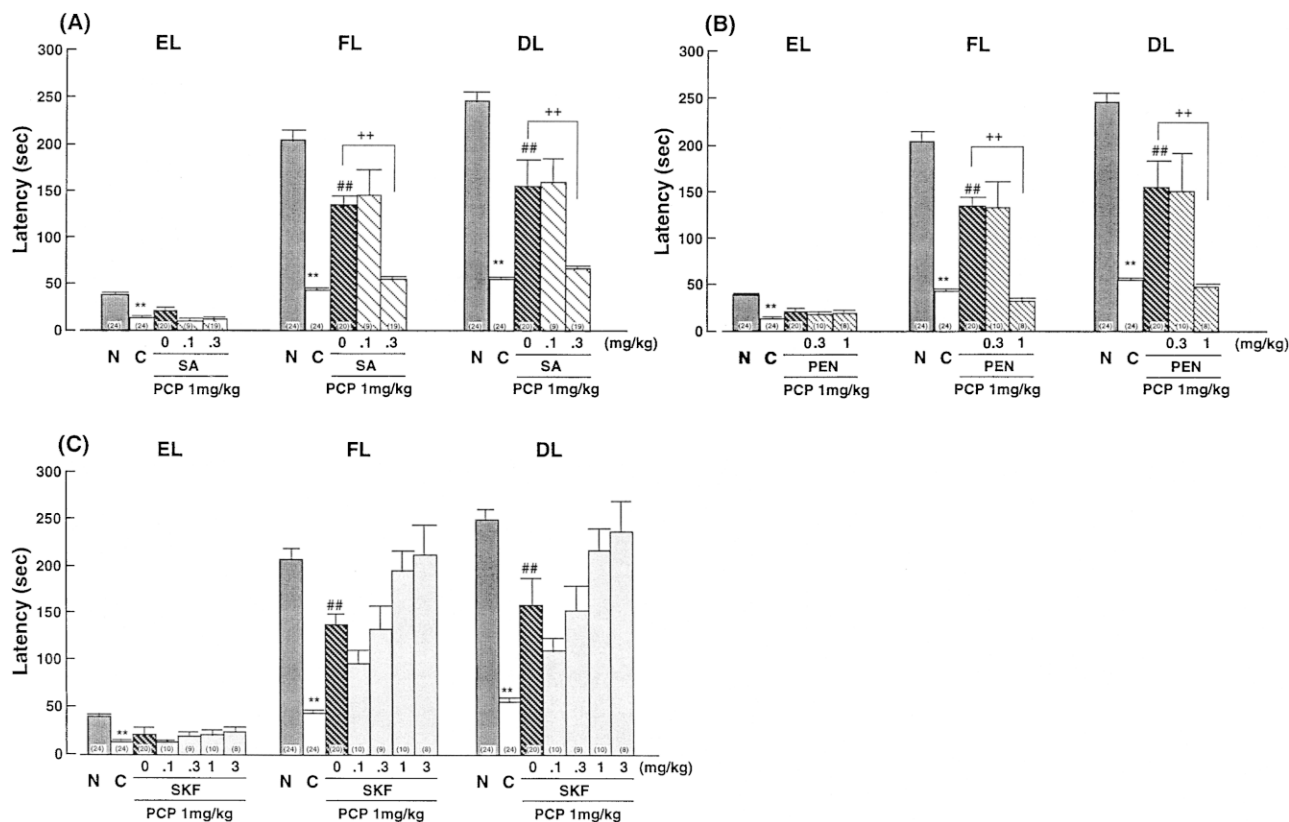 (A)
EL FL DL
300
250
200
150
100
50
0
Latency (sec)
++ ++
## ##
** ** **
(24) (24) (20) (9) (19) (24) (24) (20) (9) (19) (24) (24) (20) (9) (19)
N C 0 .1 .3 N C 0 .1 .3 N C 0 .1 .3 (mg/kg)
SA SA SA
PCP 1mg/kg PCP 1mg/kg PCP 1mg/kg
(B)
EL FL DL
300
250
200
150
100
50
0
Latency (sec)
++ ++
## ##
** ** **
(24) (24) (20) (10) (8) (24) (24) (20) (10) (8) (24) (24) (20) (10) (8)
N C 0.3 1 N C 0.3 1 N C 0.3 1 (mg/kg)
PEN PEN PEN
PCP 1mg/kg PCP 1mg/kg PCP 1mg/kg
(C)
EL FL DL
300
250
200
150
100
50
0
Latency (sec)
## ##
** ** **
(24) (24) (20) (10) (9) (10) (8) (24) (24) (20) (10) (9) (10) (8) (24) (24) (20) (10) (9) (10) (8)
N C 0 .1 .3 1 3 N C 0 .1 .3 1 3 N C 0 .1 .3 1 3 (mg/kg)
SKF SKF SKF
PCP 1mg/kg PCP 1mg/kg PCP 1mg/kg